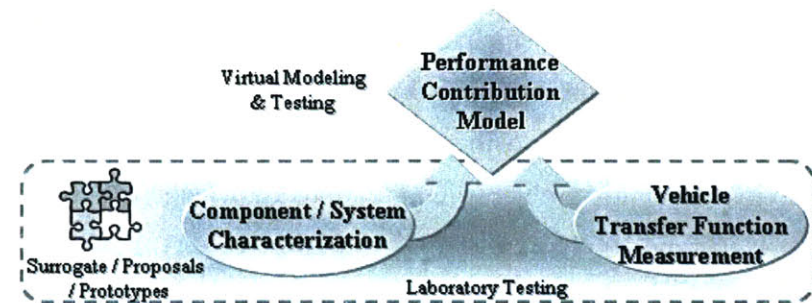 Virtual Modeling
& Testing
Performance
Contribution
Model
Surrogate / Proposals
/ Prototypes
Component / System
Characterization
Vehicle
Transfer Function
Measurement
Laboratory Testing